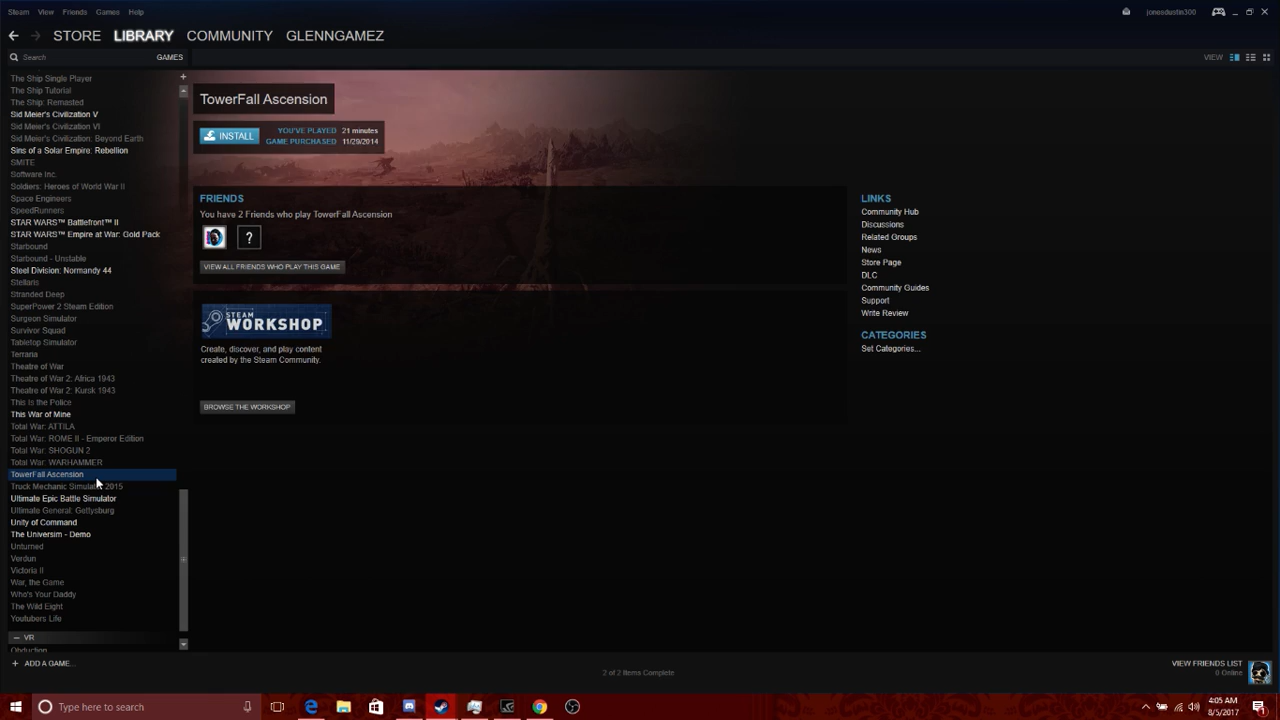 Steam View Friends Games Help
jonesdustin300
STORE LIBRARY COMMUNITY GLENNGAMEZ
Search GAMES
VIEW
The Ship Single Player
The Ship Tutorial
The Ship: Remasted
Sid Meier's Civilization V
Sid Meier's Civilization VI
Sid Meier's Civilization: Beyond Earth
Sins of a Solar Empire: Rebellion
SMITE
Software Inc.
Soldiers: Heroes of World War II
Space Engineers
SpeedRunners
STAR WARS™ Battlefront™ II
STAR WARS™ Empire at War: Gold Pack
Starbound
Starbound - Unstable
Steel Division: Normandy 44
Stellaris
Stranded Deep
SuperPower 2 Steam Edition
Surgeon Simulator
Survivor Squad
Tabletop Simulator
Terraria
Theatre of War
Theatre of War 2: Africa 1943
Theatre of War 2: Kursk 1943
This Is the Police
This War of Mine
Total War: ATTILA
Total War: ROME II - Emperor Edition
Total War: SHOGUN 2
Total War: WARHAMMER
TowerFall Ascension
Truck Mechanic Simulator 2015
Ultimate Epic Battle Simulator
Ultimate General: Gettysburg
Unity of Command
The Universim - Demo
Unturned
Verdun
Victoria II
War, the Game
Who's Your Daddy
The Wild Eight
Youtubers Life
— VR
Obduction
+ ADD A GAME...
TowerFall Ascension
INSTALL
YOU'VE PLAYED 21 minutes
GAME PURCHASED 11/29/2014
FRIENDS
You have 2 Friends who play TowerFall Ascension
?
VIEW ALL FRIENDS WHO PLAY THIS GAME
STEAM
WORKSHOP
Create, discover, and play content
created by the Steam Community.
BROWSE THE WORKSHOP
LINKS
Community Hub
Discussions
Related Groups
News
Store Page
DLC
Community Guides
Support
Write Review
CATEGORIES
Set Categories...
2 of 2 Items Complete
VIEW FRIENDS LIST
0 Online
Type here to search
4:05 AM
8/5/2017
1